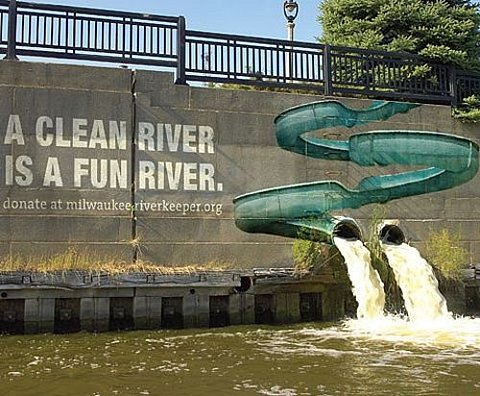 A CLEAN RIVER
IS A FUN RIVER.
donate at milwaukeeriverkeeper.org